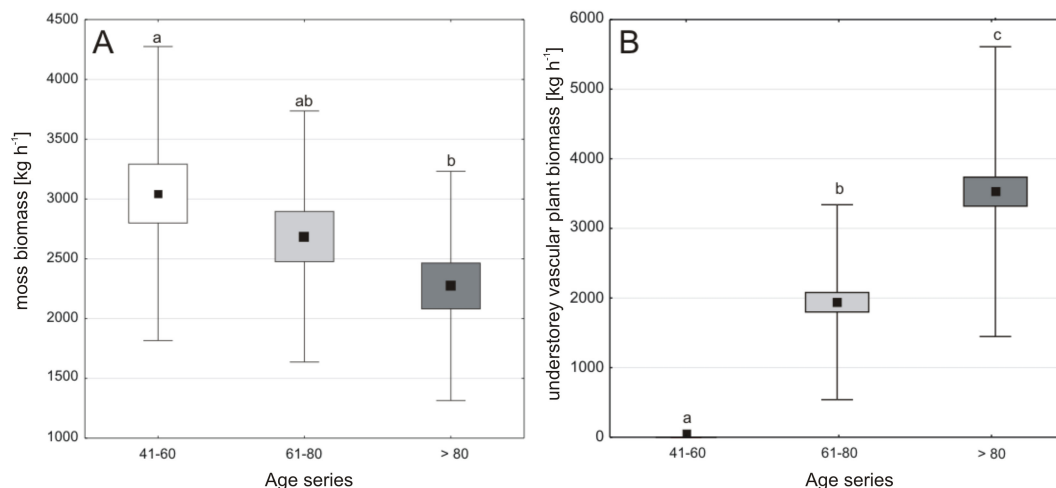 A
moss biomass [kg h-1]
4500
4000
3500
3000
2500
2000
1500
1000
a
ab
b
41-60
61-80
> 80
Age series
B
understorey vascular plant biomass [kg h-1]
6000
5000
4000
3000
2000
1000
0
a
b
c
41-60
61-80
> 80
Age series